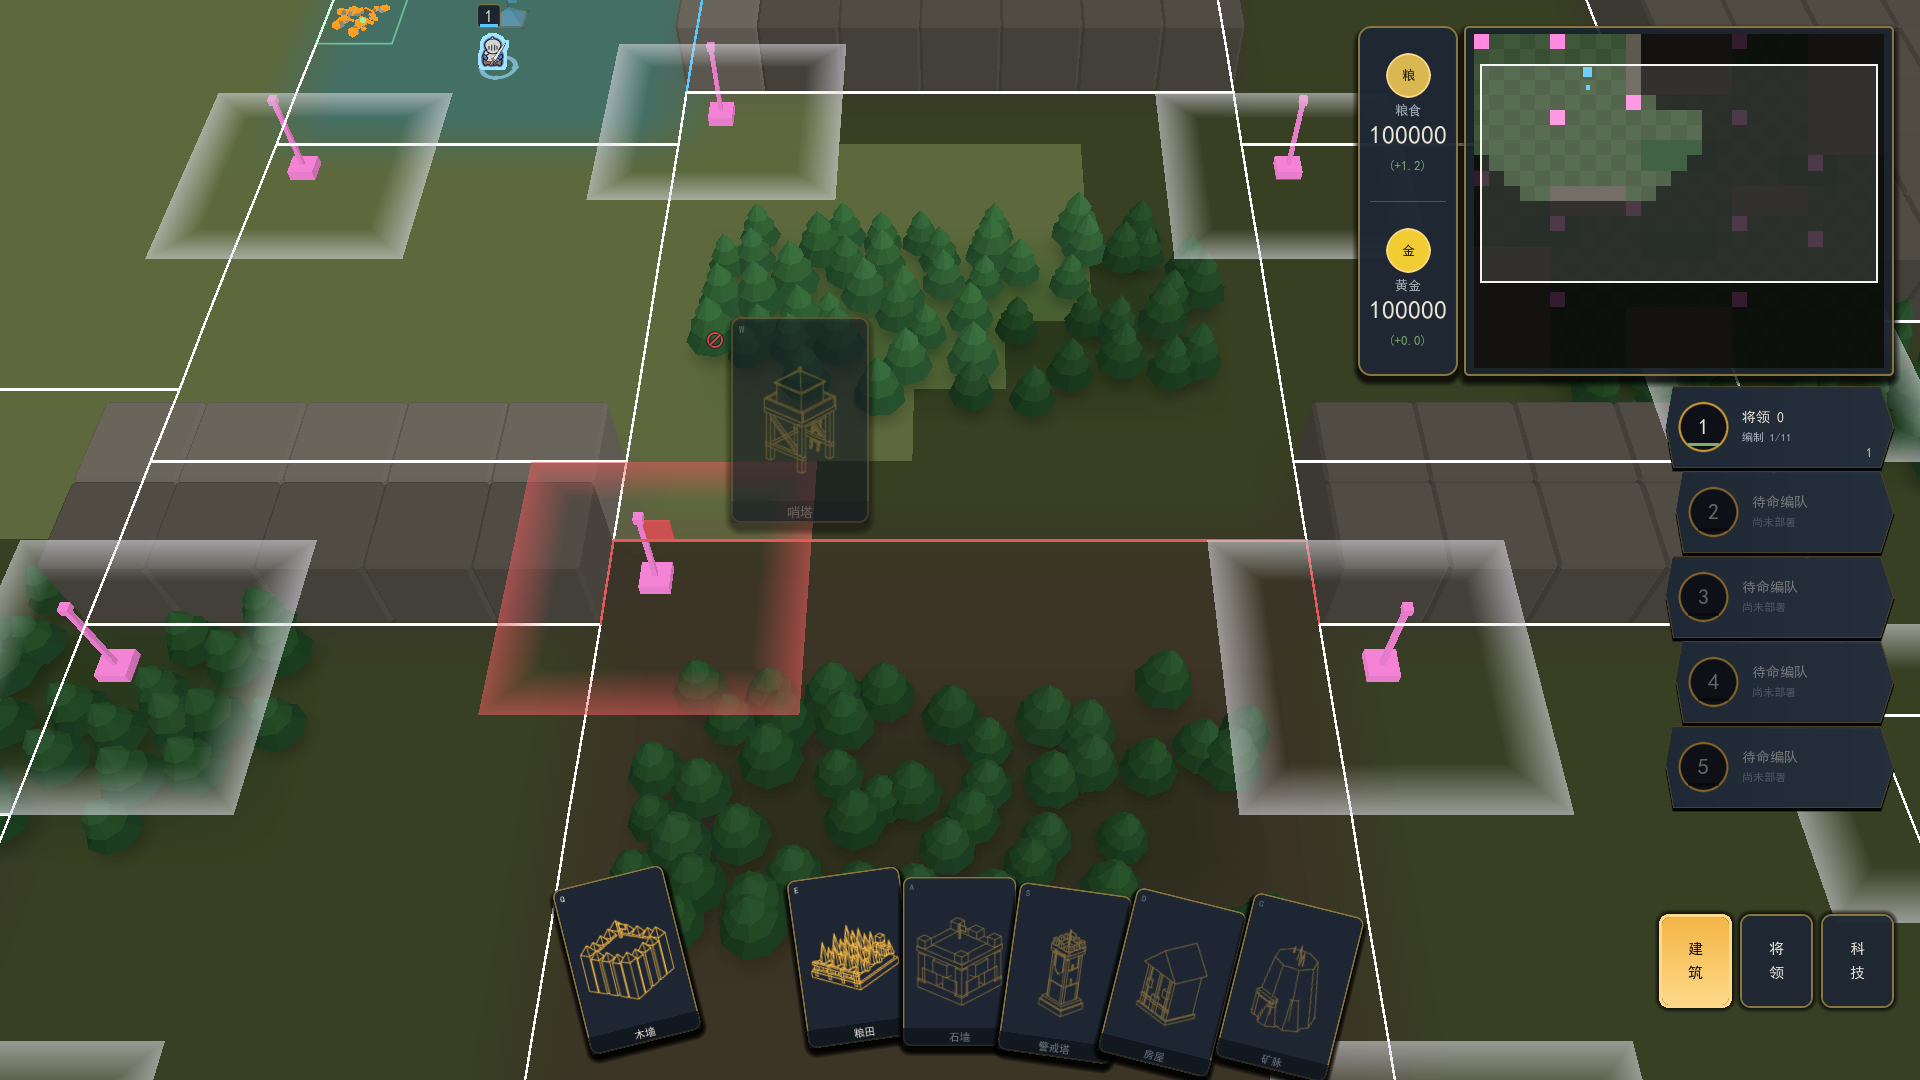 1
粮
粮食
100000
(+1.2)
金
黄金
100000
(+0.0)
1
将领 0
编制 1/11
1
2
待命编队
尚未部署
3
待命编队
尚未部署
4
待命编队
尚未部署
5
待命编队
尚未部署
W
哨塔
Q
木墙
E
粮田
A
石墙
S
警戒塔
D
房屋
C
矿脉
建筑
将领
科技